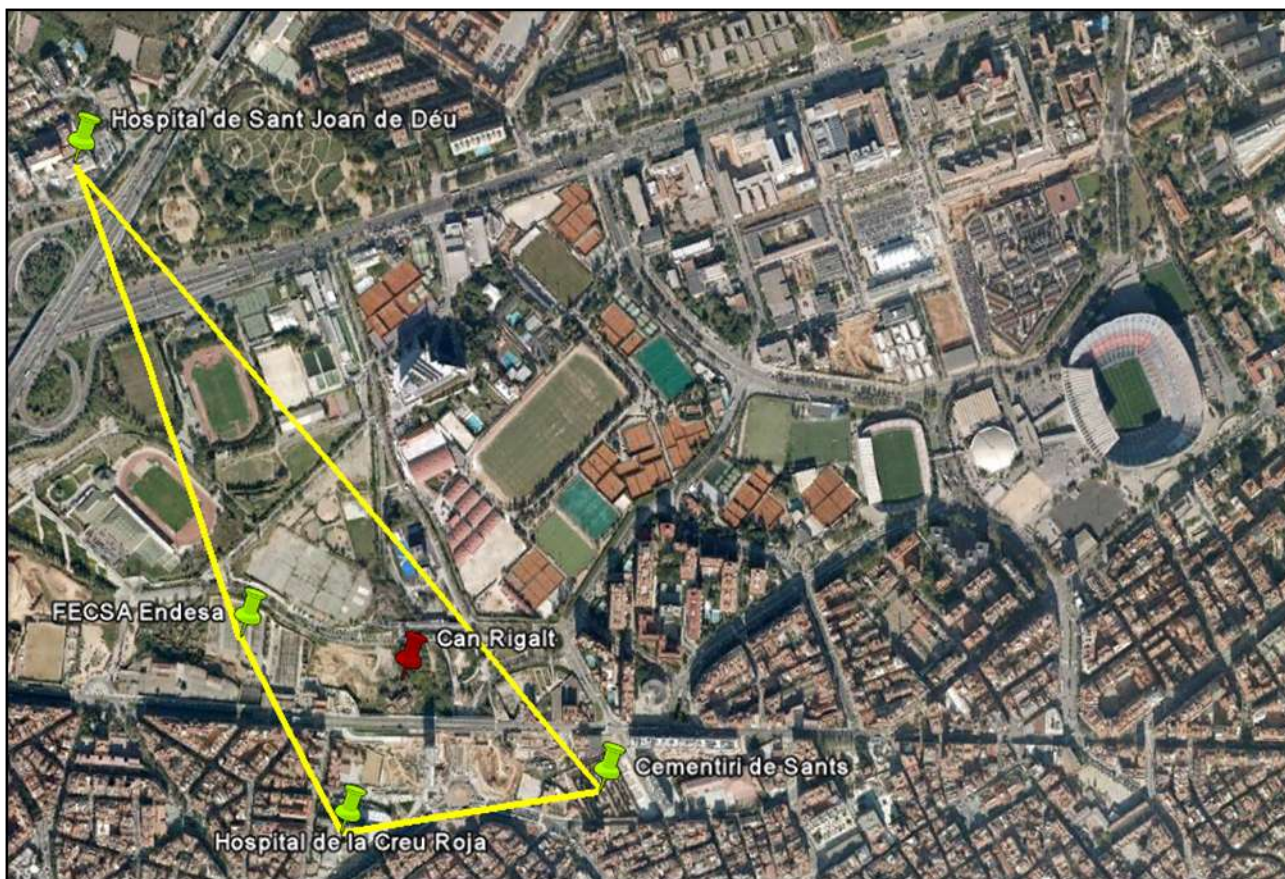 Hospital de Sant Joan de Déu
FECSA Endesa
Can Rigalt
Cementiri de Sants
Hospital de la Creu Roja